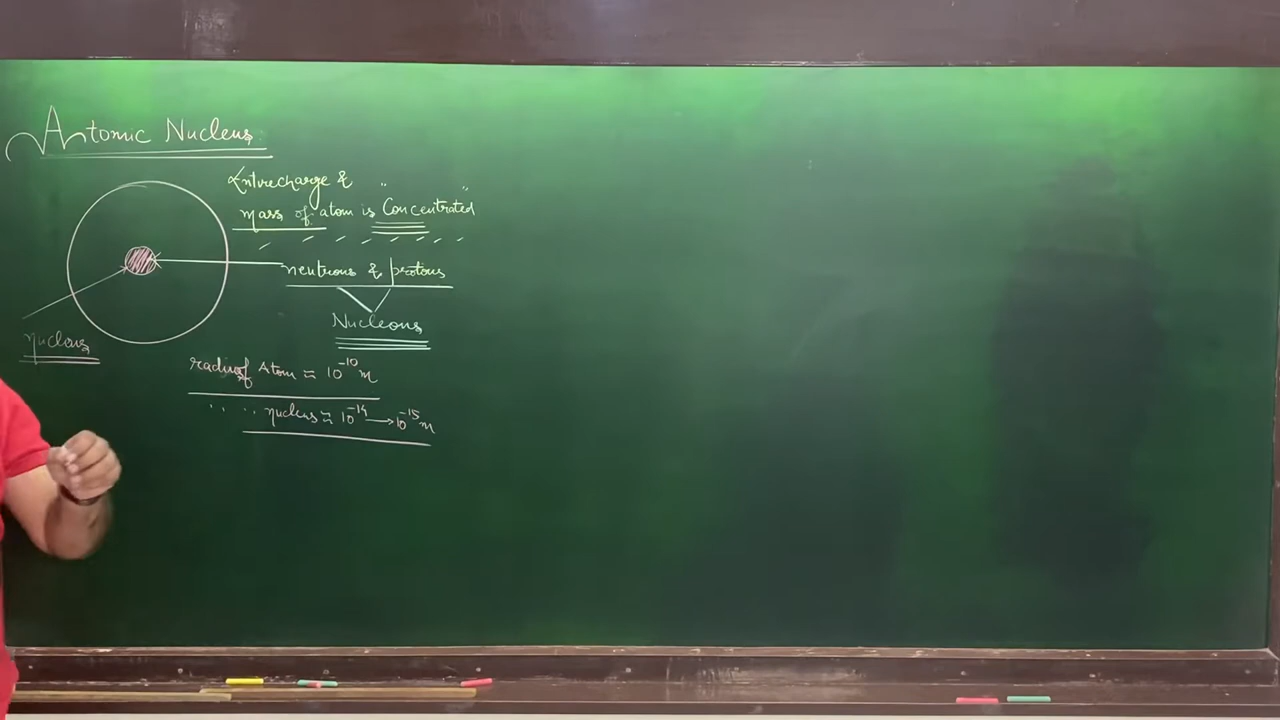 Atomic Nucleus
Entire charge &
mass of atom is "Concentrated"
neutrons & protons
Nucleons
nucleus
radius of Atom ≈ 10⁻¹⁰ m
" " nucleus ≈ 10⁻¹⁴ → 10⁻¹⁵ m